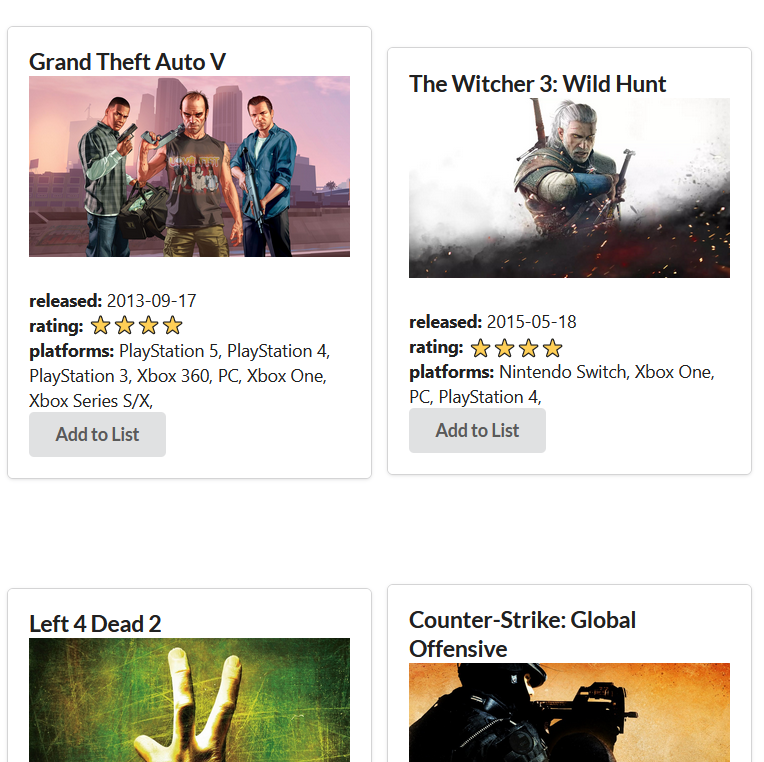 Grand Theft Auto V
released: 2013-09-17
rating:
platforms: PlayStation 5, PlayStation 4,
PlayStation 3, Xbox 360, PC, Xbox One,
Xbox Series S/X,
Add to List
The Witcher 3: Wild Hunt
released: 2015-05-18
rating:
platforms: Nintendo Switch, Xbox One,
PC, PlayStation 4,
Add to List
Left 4 Dead 2
Counter-Strike: Global
Offensive